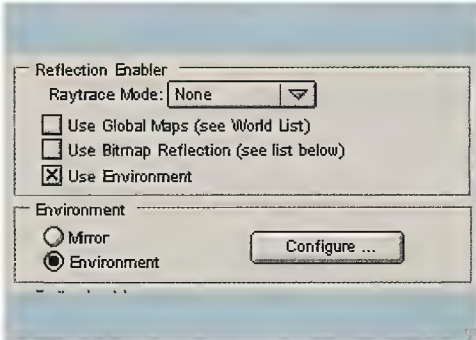 Reflection Enabler
Raytrace Mode: None
Use Global Maps (see World List)
Use Bitmap Reflection (see list below)
Use Environment
Environment
Mirror
Environment
Configure ...